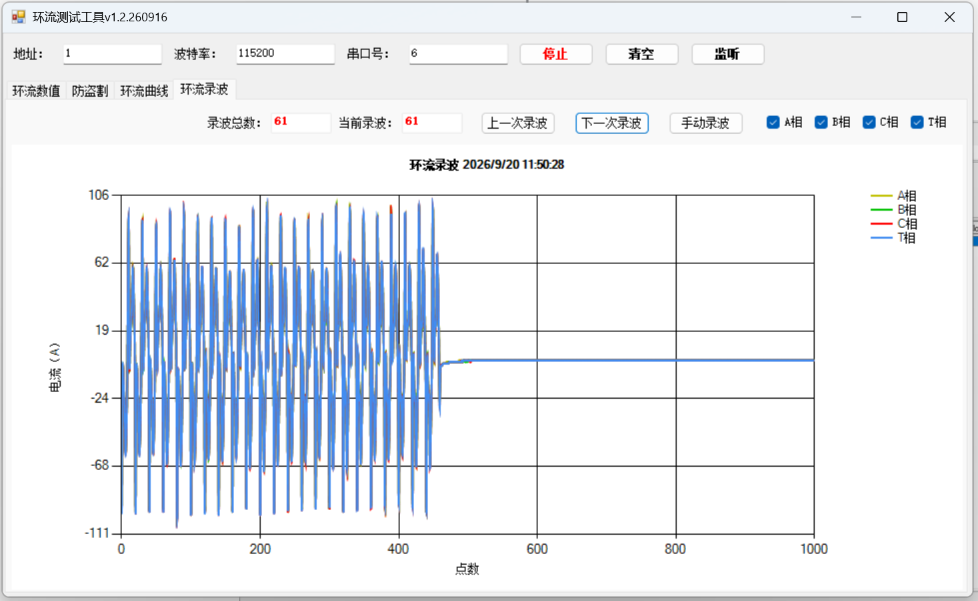 环流测试工具v1.2.260916
地址： 1 波特率： 115200 串口号： 6 停止 清空 监听
环流数值 防盗割 环流曲线 环流录波
录波总数： 61 当前录波： 61 上一次录波 下一次录波 手动录波 A相 B相 C相 T相
环流录波 2026/9/20 11:50:28
A相
B相
C相
T相
106
62
19
-24
-68
-111
电流（A）
0 200 400 600 800 1000
点数